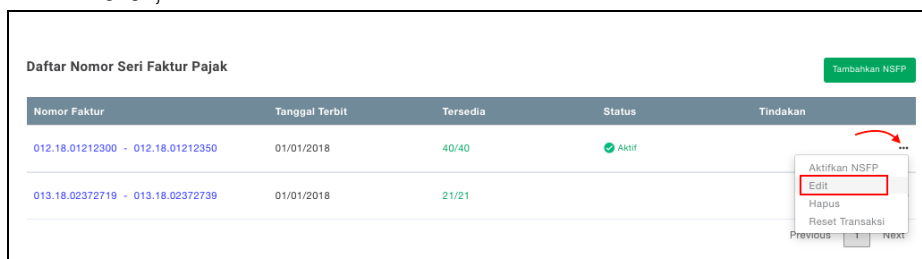 Daftar Nomor Seri Faktur Pajak
Tambahkan NSFP
Nomor Faktur Tanggal Terbit Tersedia Status Tindakan
012.18.01212300 - 012.18.01212350 01/01/2018 40/40 Aktif ...
Aktifkan NSFP
Edit
013.18.02372719 - 013.18.02372739 01/01/2018 21/21
Hapus
Reset Transaksi
Previous 1 Next